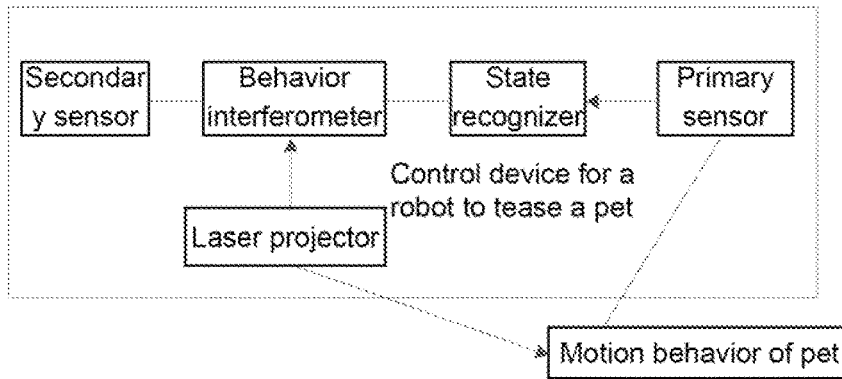 Secondar
y sensor
Behavior
interferometer
State
recognizer
Primary
sensor
Control device for a
robot to tease a pet
Laser projector
Motion behavior of pet